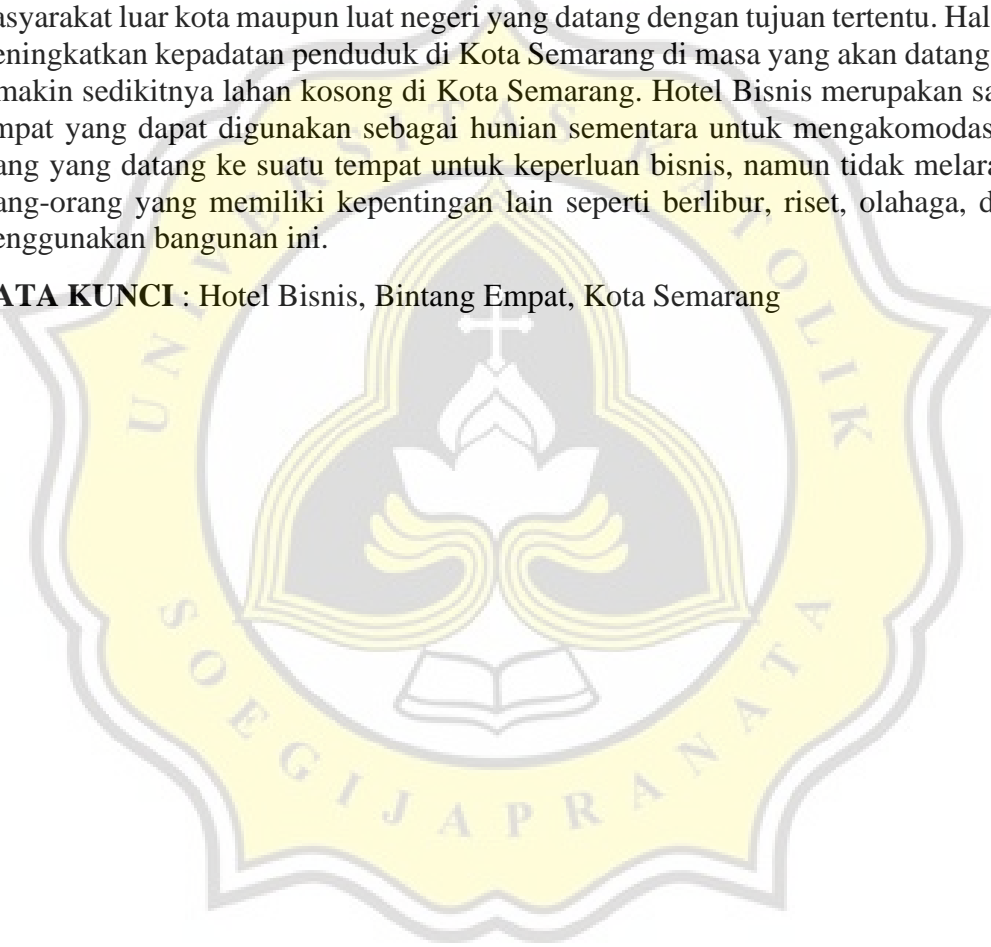 asyarakat luar kota maupun luat negeri yang datang dengan tujuan tertentu. Hal
eningkatkan kepadatan penduduk di Kota Semarang di masa yang akan datang
makin sedikitnya lahan kosong di Kota Semarang. Hotel Bisnis merupakan sa
mpat yang dapat digunakan sebagai hunian sementara untuk mengakomodas
ang yang datang ke suatu tempat untuk keperluan bisnis, namun tidak melara
ang-orang yang memiliki kepentingan lain seperti berlibur, riset, olahaga, d
enggunakan bangunan ini.
ATA KUNCI : Hotel Bisnis, Bintang Empat, Kota Semarang
UNIVERSITAS KATOLIK
SOEGIJAPRANATA